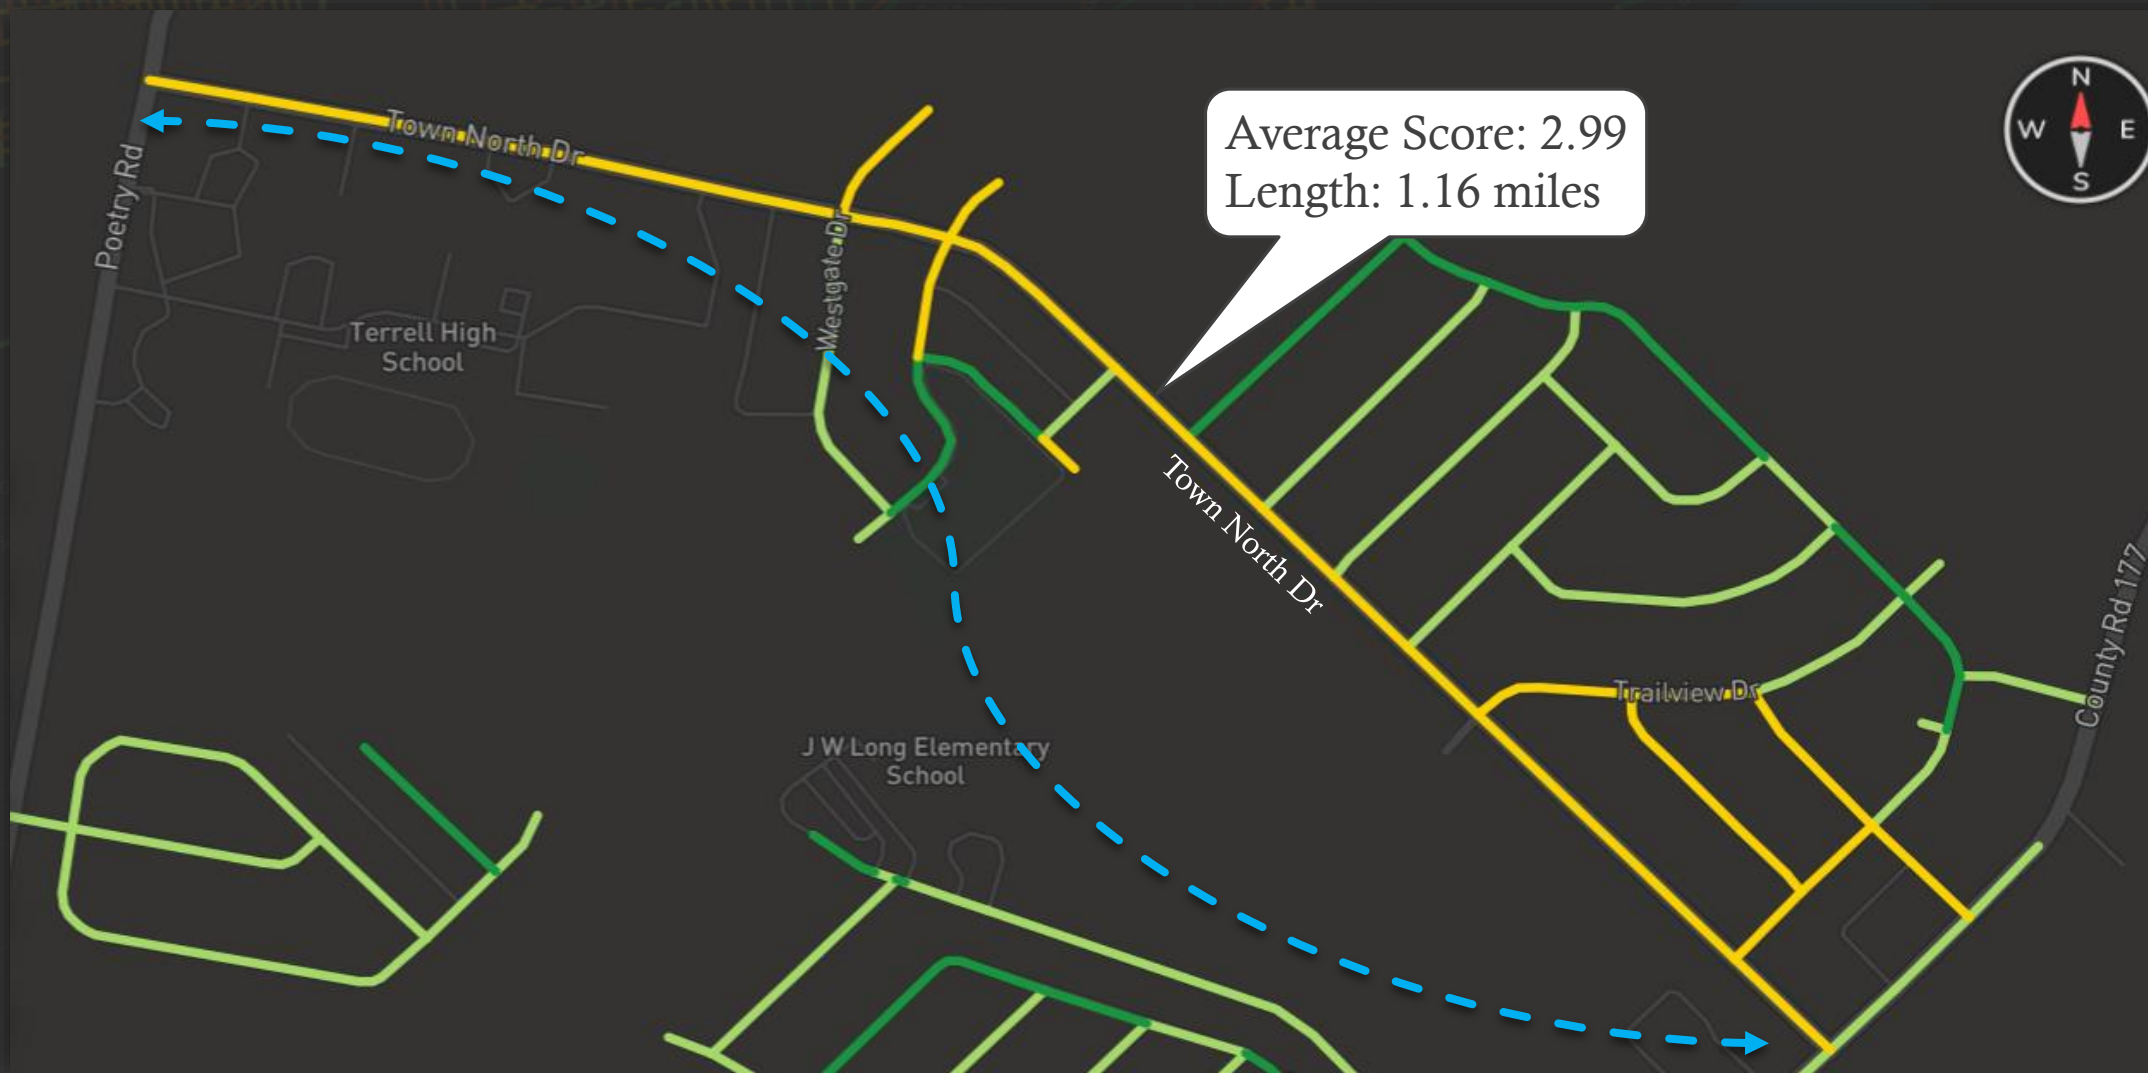 N
W
E
S
Average Score: 2.99
Length: 1.16 miles
Town North Dr
Poetry Rd
Westgate Dr
Terrell High
School
Town North Dr
County Rd 177
Trailview Dr
J W Long Elementary
School